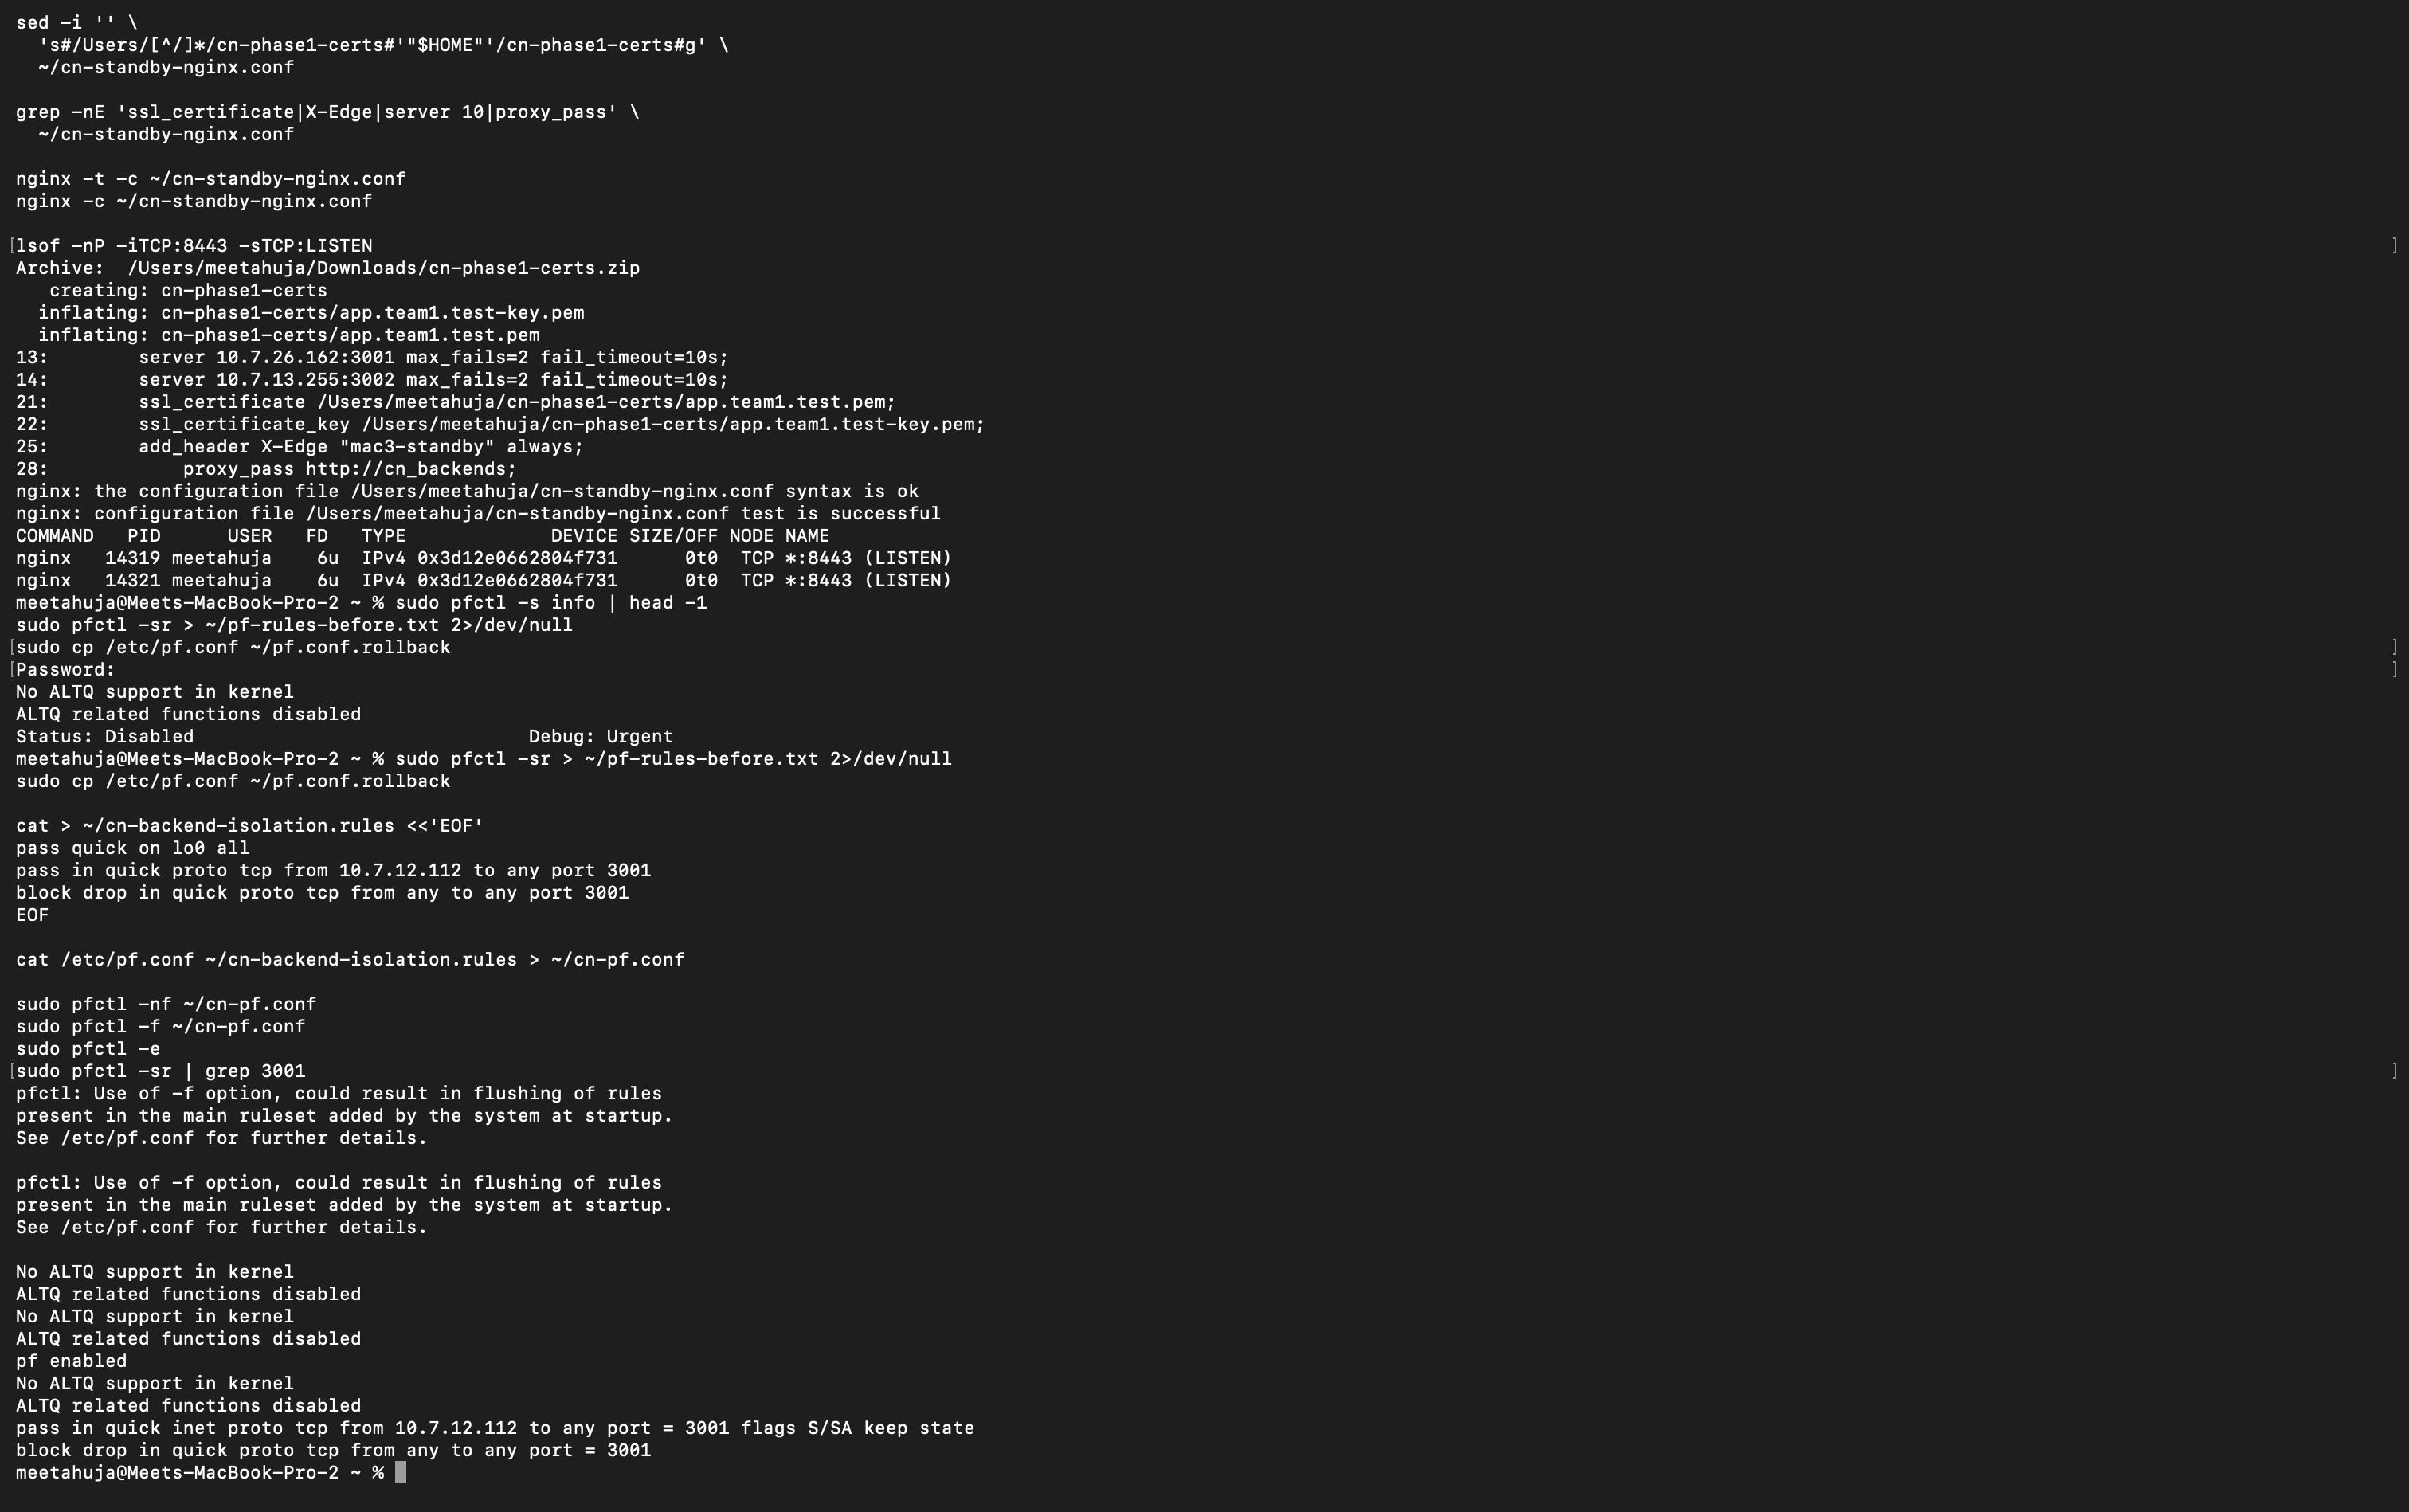 sed -i '' \
  's#/Users/[^/]*/cn-phase1-certs#'"$HOME"'/cn-phase1-certs#g' \
  ~/cn-standby-nginx.conf

grep -nE 'ssl_certificate|X-Edge|server 10|proxy_pass' \
  ~/cn-standby-nginx.conf

nginx -t -c ~/cn-standby-nginx.conf
nginx -c ~/cn-standby-nginx.conf

[lsof -nP -iTCP:8443 -sTCP:LISTEN ]
Archive:  /Users/meetahuja/Downloads/cn-phase1-certs.zip
   creating: cn-phase1-certs
  inflating: cn-phase1-certs/app.team1.test-key.pem
  inflating: cn-phase1-certs/app.team1.test.pem
13:        server 10.7.26.162:3001 max_fails=2 fail_timeout=10s;
14:        server 10.7.13.255:3002 max_fails=2 fail_timeout=10s;
21:        ssl_certificate /Users/meetahuja/cn-phase1-certs/app.team1.test.pem;
22:        ssl_certificate_key /Users/meetahuja/cn-phase1-certs/app.team1.test-key.pem;
25:        add_header X-Edge "mac3-standby" always;
28:            proxy_pass http://cn_backends;
nginx: the configuration file /Users/meetahuja/cn-standby-nginx.conf syntax is ok
nginx: configuration file /Users/meetahuja/cn-standby-nginx.conf test is successful
COMMAND   PID      USER   FD   TYPE             DEVICE SIZE/OFF NODE NAME
nginx   14319 meetahuja    6u  IPv4 0x3d12e0662804f731      0t0  TCP *:8443 (LISTEN)
nginx   14321 meetahuja    6u  IPv4 0x3d12e0662804f731      0t0  TCP *:8443 (LISTEN)
meetahuja@Meets-MacBook-Pro-2 ~ % sudo pfctl -s info | head -1
sudo pfctl -sr > ~/pf-rules-before.txt 2>/dev/null
[sudo cp /etc/pf.conf ~/pf.conf.rollback ]
[Password: ]
No ALTQ support in kernel
ALTQ related functions disabled
Status: Disabled                              Debug: Urgent
meetahuja@Meets-MacBook-Pro-2 ~ % sudo pfctl -sr > ~/pf-rules-before.txt 2>/dev/null
sudo cp /etc/pf.conf ~/pf.conf.rollback

cat > ~/cn-backend-isolation.rules <<'EOF'
pass quick on lo0 all
pass in quick proto tcp from 10.7.12.112 to any port 3001
block drop in quick proto tcp from any to any port 3001
EOF

cat /etc/pf.conf ~/cn-backend-isolation.rules > ~/cn-pf.conf

sudo pfctl -nf ~/cn-pf.conf
sudo pfctl -f ~/cn-pf.conf
sudo pfctl -e
[sudo pfctl -sr | grep 3001 ]
pfctl: Use of -f option, could result in flushing of rules
present in the main ruleset added by the system at startup.
See /etc/pf.conf for further details.

pfctl: Use of -f option, could result in flushing of rules
present in the main ruleset added by the system at startup.
See /etc/pf.conf for further details.

No ALTQ support in kernel
ALTQ related functions disabled
No ALTQ support in kernel
ALTQ related functions disabled
pf enabled
No ALTQ support in kernel
ALTQ related functions disabled
pass in quick inet proto tcp from 10.7.12.112 to any port = 3001 flags S/SA keep state
block drop in quick proto tcp from any to any port = 3001
meetahuja@Meets-MacBook-Pro-2 ~ %